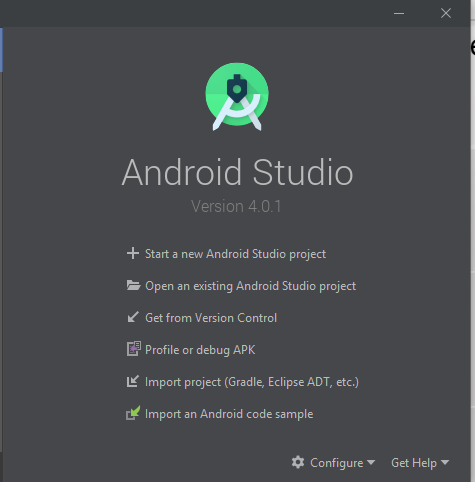 Android Studio
Version 4.0.1
Start a new Android Studio project
Open an existing Android Studio project
Get from Version Control
Profile or debug APK
Import project (Gradle, Eclipse ADT, etc.)
Import an Android code sample
Configure Get Help